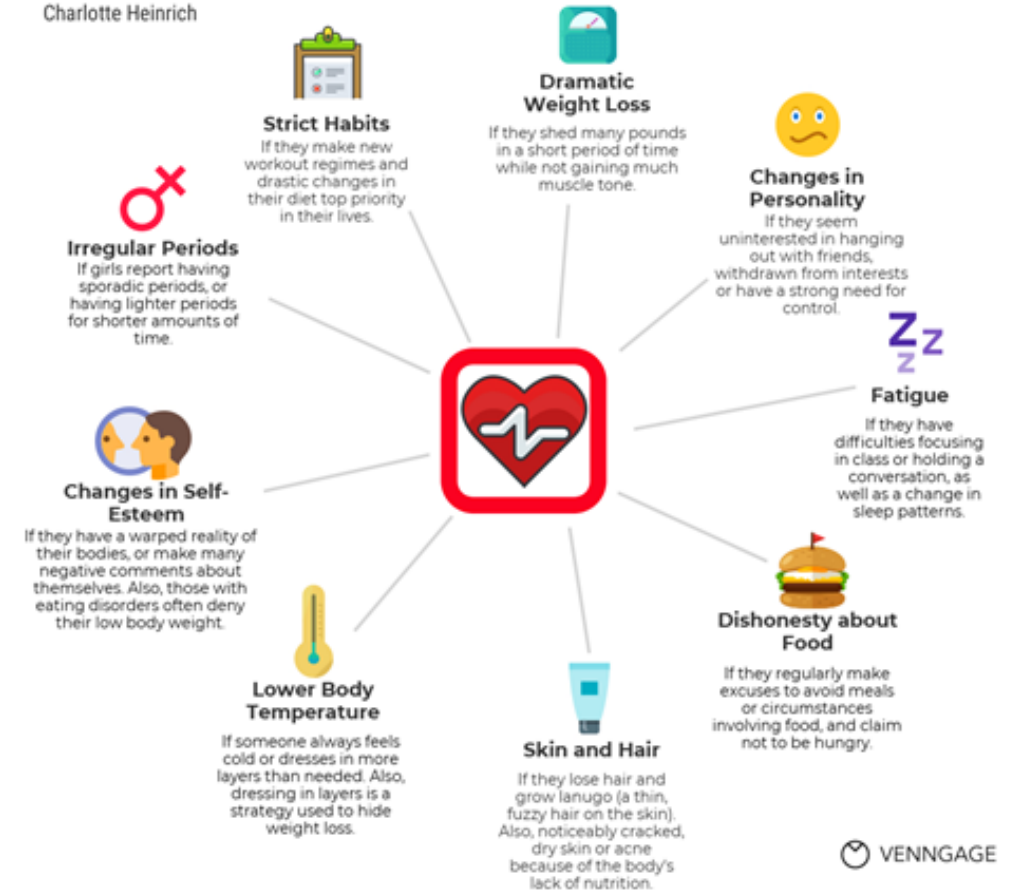 Charlotte Heinrich
Strict Habits
If they make new
workout regimes and
drastic changes in
their diet top priority
in their lives.
Dramatic
Weight Loss
If they shed many pounds
in a short period of time
while not gaining much
muscle tone.
Changes in
Personality
If they seem
uninterested in hanging
out with friends,
withdrawn from interests
or have a strong need for
control.
Irregular Periods
If girls report having
sporadic periods, or
having lighter periods
for shorter amounts of
time.
Z Z
Z
Fatigue
If they have
difficulties focusing
in class or holding a
conversation, as
well as a change in
sleep patterns.
Changes in Self-
Esteem
If they have a warped reality of
their bodies, or make many
negative comments about
themselves. Also, those with
eating disorders often deny
their low body weight.
Dishonesty about
Food
If they regularly make
excuses to avoid meals
or circumstances
involving food, and claim
not to be hungry.
Lower Body
Temperature
If someone always feels
cold or dresses in more
layers than needed. Also,
dressing in layers is a
strategy used to hide
weight loss.
Skin and Hair
If they lose hair and
grow lanugo (a thin,
fuzzy hair on the skin).
Also, noticeably cracked,
dry skin or acne
because of the body's
lack of nutrition.
VENNGAGE